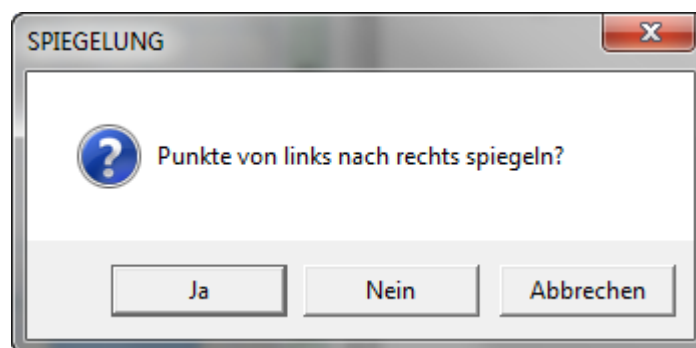 SPIEGELUNG
Punkte von links nach rechts spiegeln?
Ja
Nein
Abbrechen